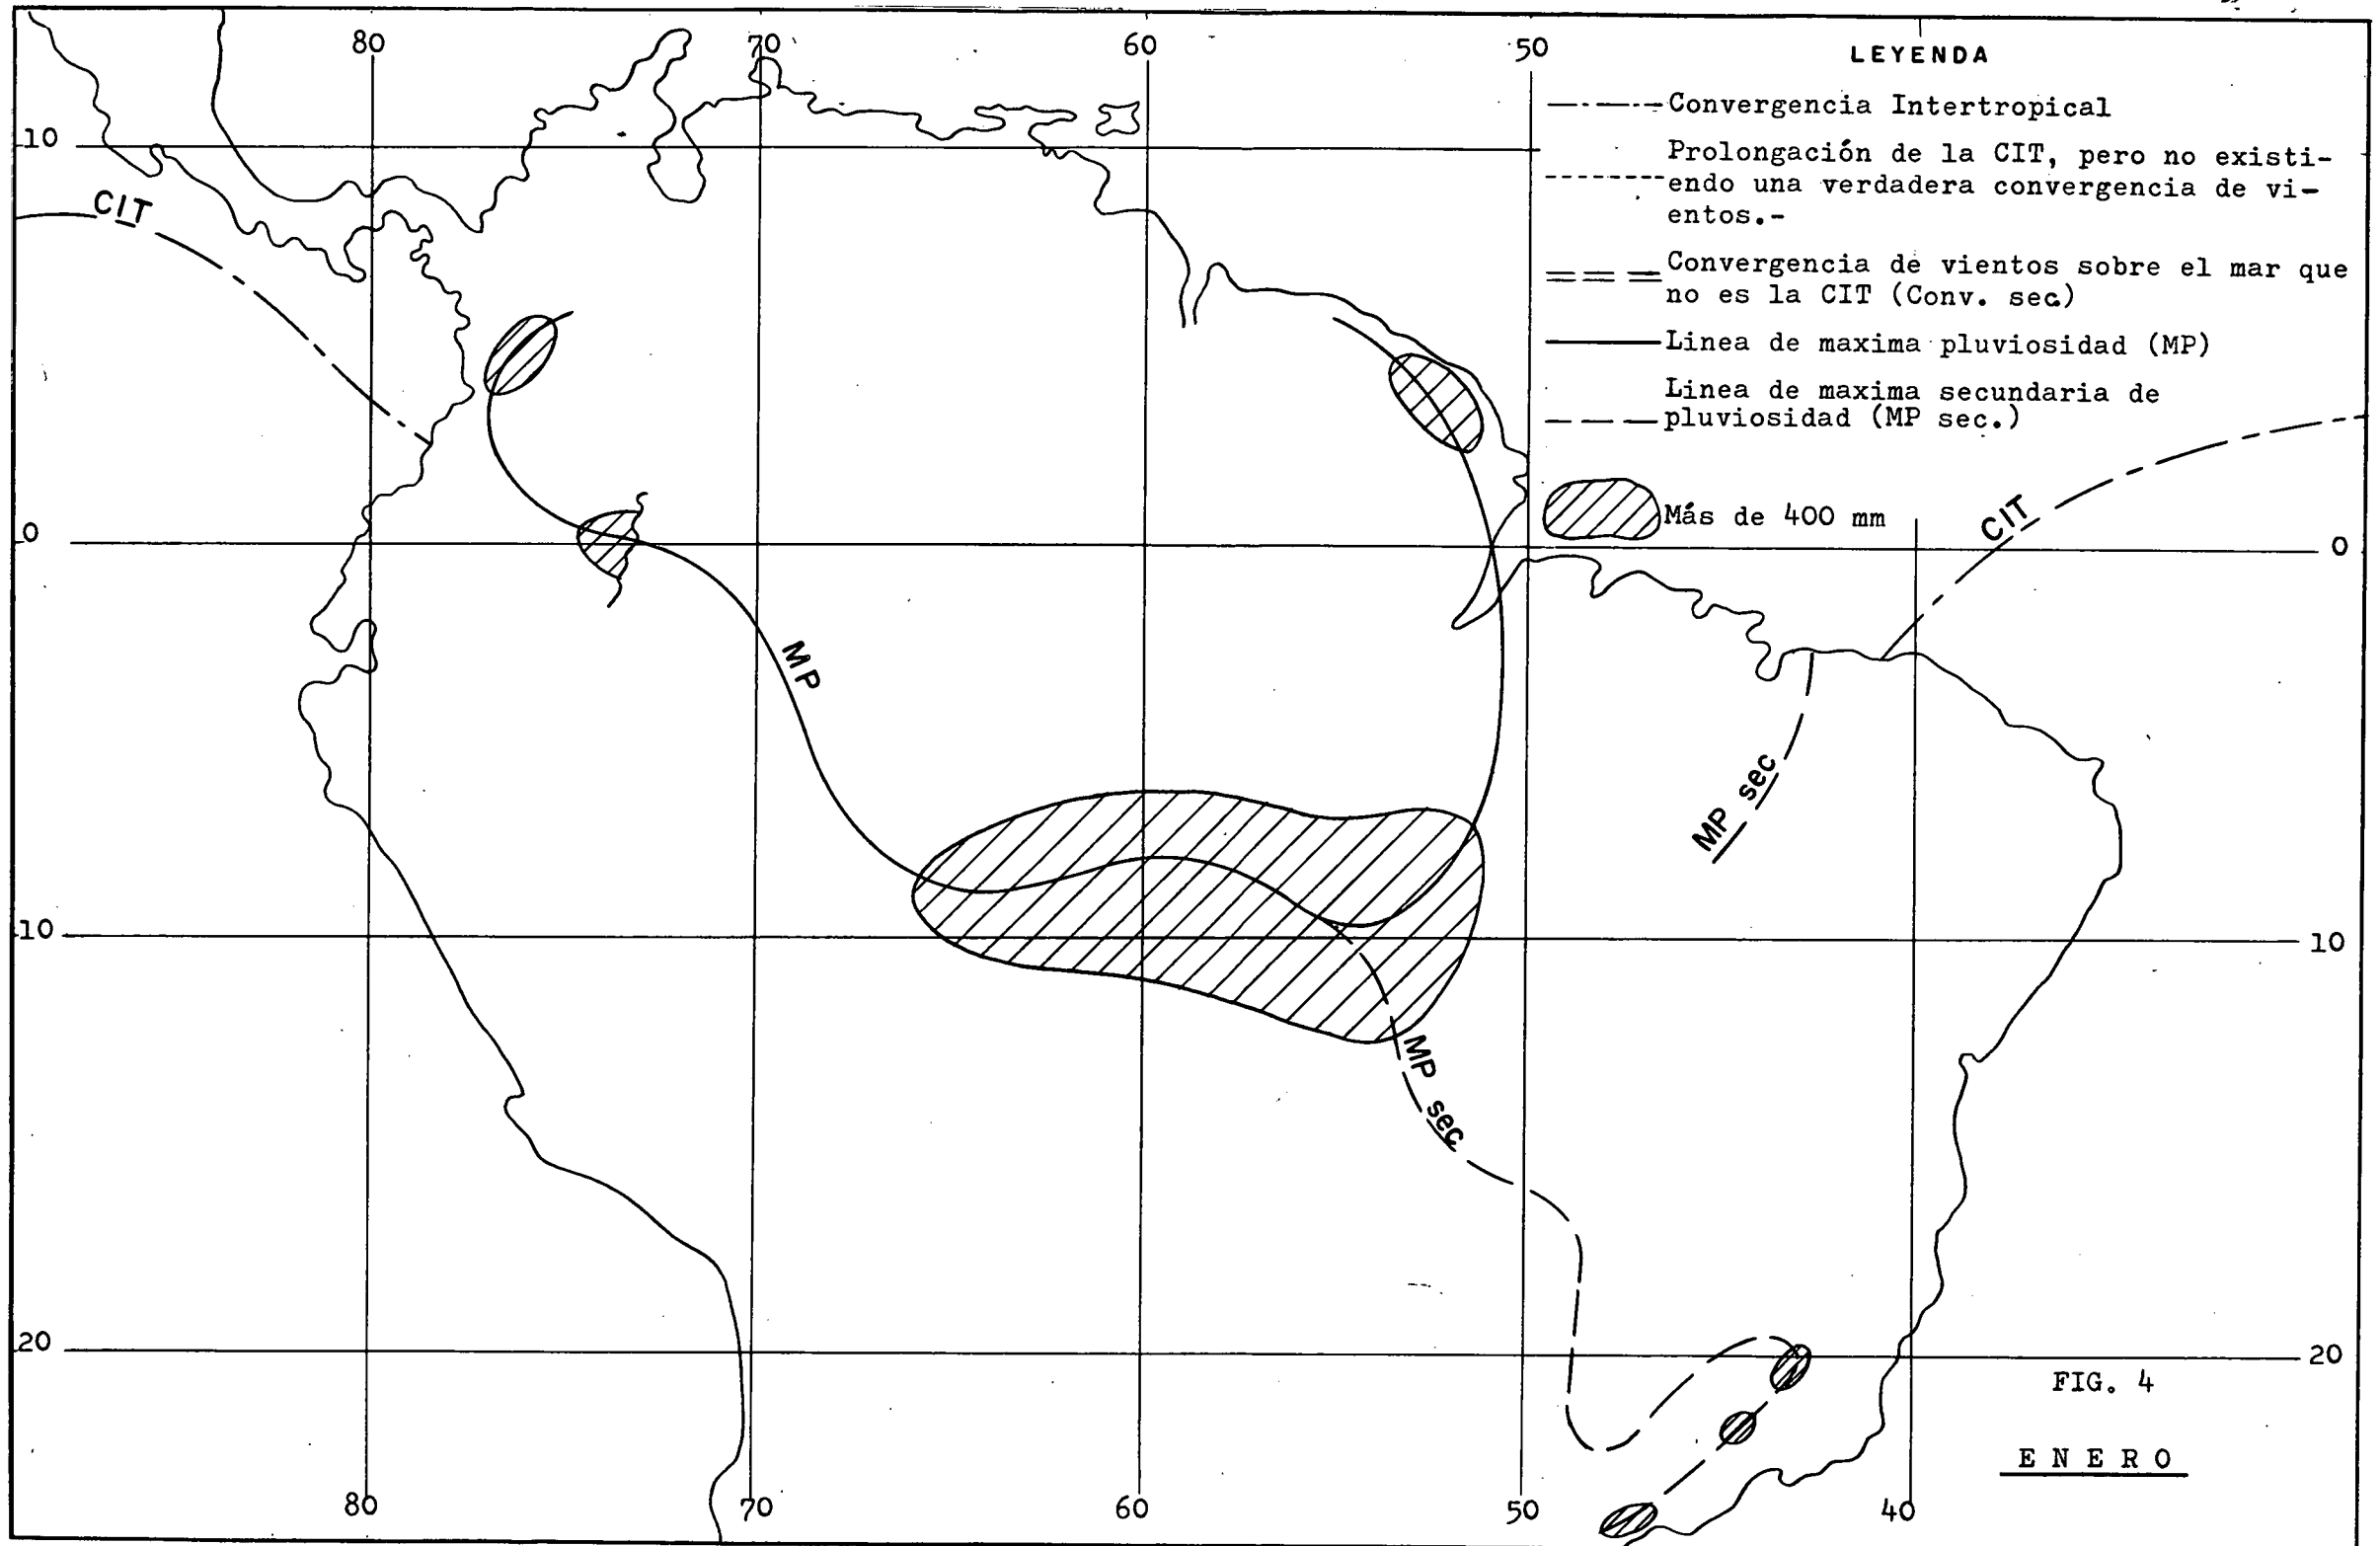 80
70
60
50
LEYENDA
Convergencia Intertropical
Prolongación de la CIT, pero no existi-
endo una verdadera convergencia de vi-
entos.-
Convergencia de vientos sobre el mar que
no es la CIT (Conv. sec)
Linea de maxima pluviosidad (MP)
Linea de maxima secundaria de
pluviosidad (MP sec.)
Más de 400 mm
10
CIT
CIT
0
0
MP
MP sec
10
10
MP sec
20
20
FIG. 4
ENERO
80
70
60
50
40